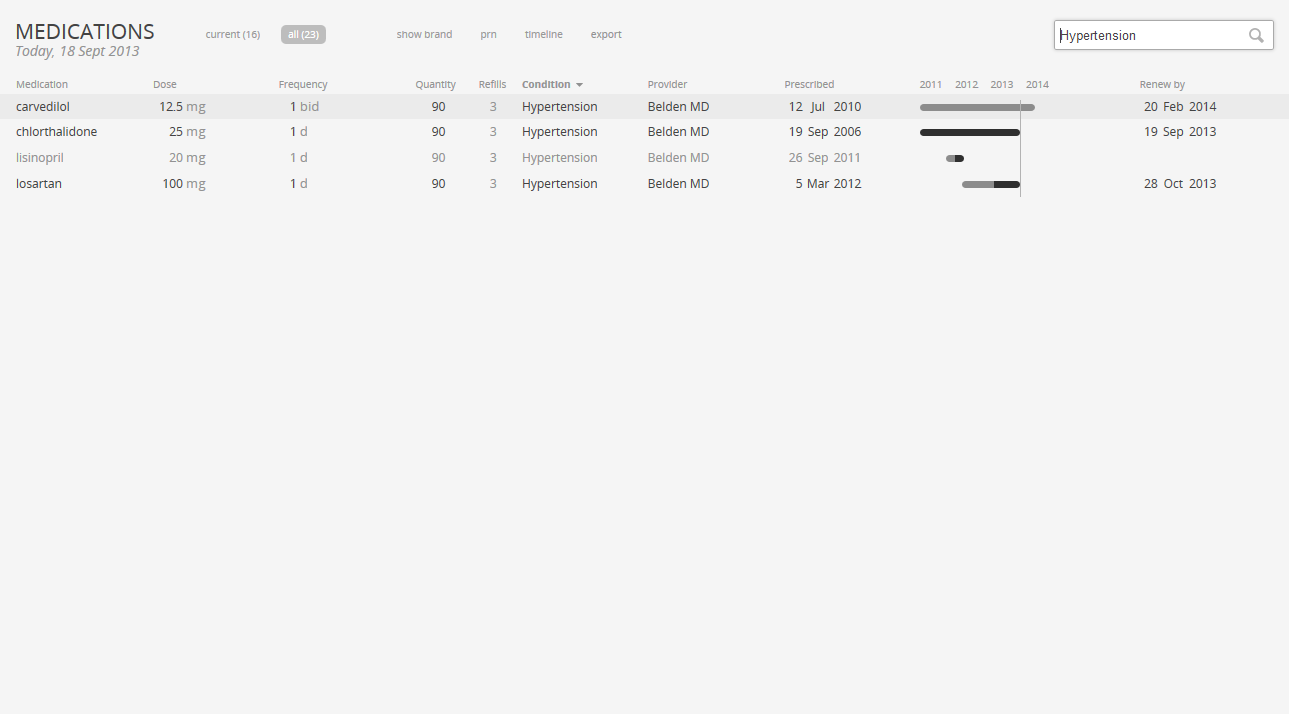 MEDICATIONS
Today, 18 Sept 2013
current (16) all (23) show brand prn timeline export
Hypertension
Medication Dose Frequency Quantity Refills Condition Provider Prescribed 2011 2012 2013 2014 Renew by
carvedilol 12.5 mg 1 bid 90 3 Hypertension Belden MD 12 Jul 2010 20 Feb 2014
chlorthalidone 25 mg 1 d 90 3 Hypertension Belden MD 19 Sep 2006 19 Sep 2013
lisinopril 20 mg 1 d 90 3 Hypertension Belden MD 26 Sep 2011
losartan 100 mg 1 d 90 3 Hypertension Belden MD 5 Mar 2012 28 Oct 2013